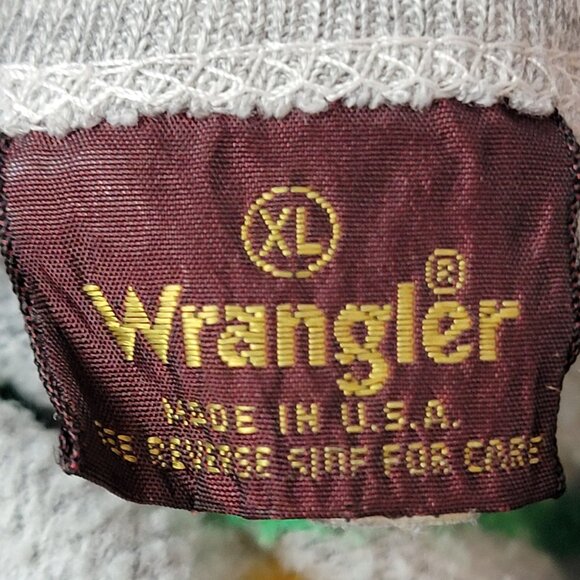 XL
Wrangler®
MADE IN U.S.A.
SEE REVERSE SIDE FOR CARE